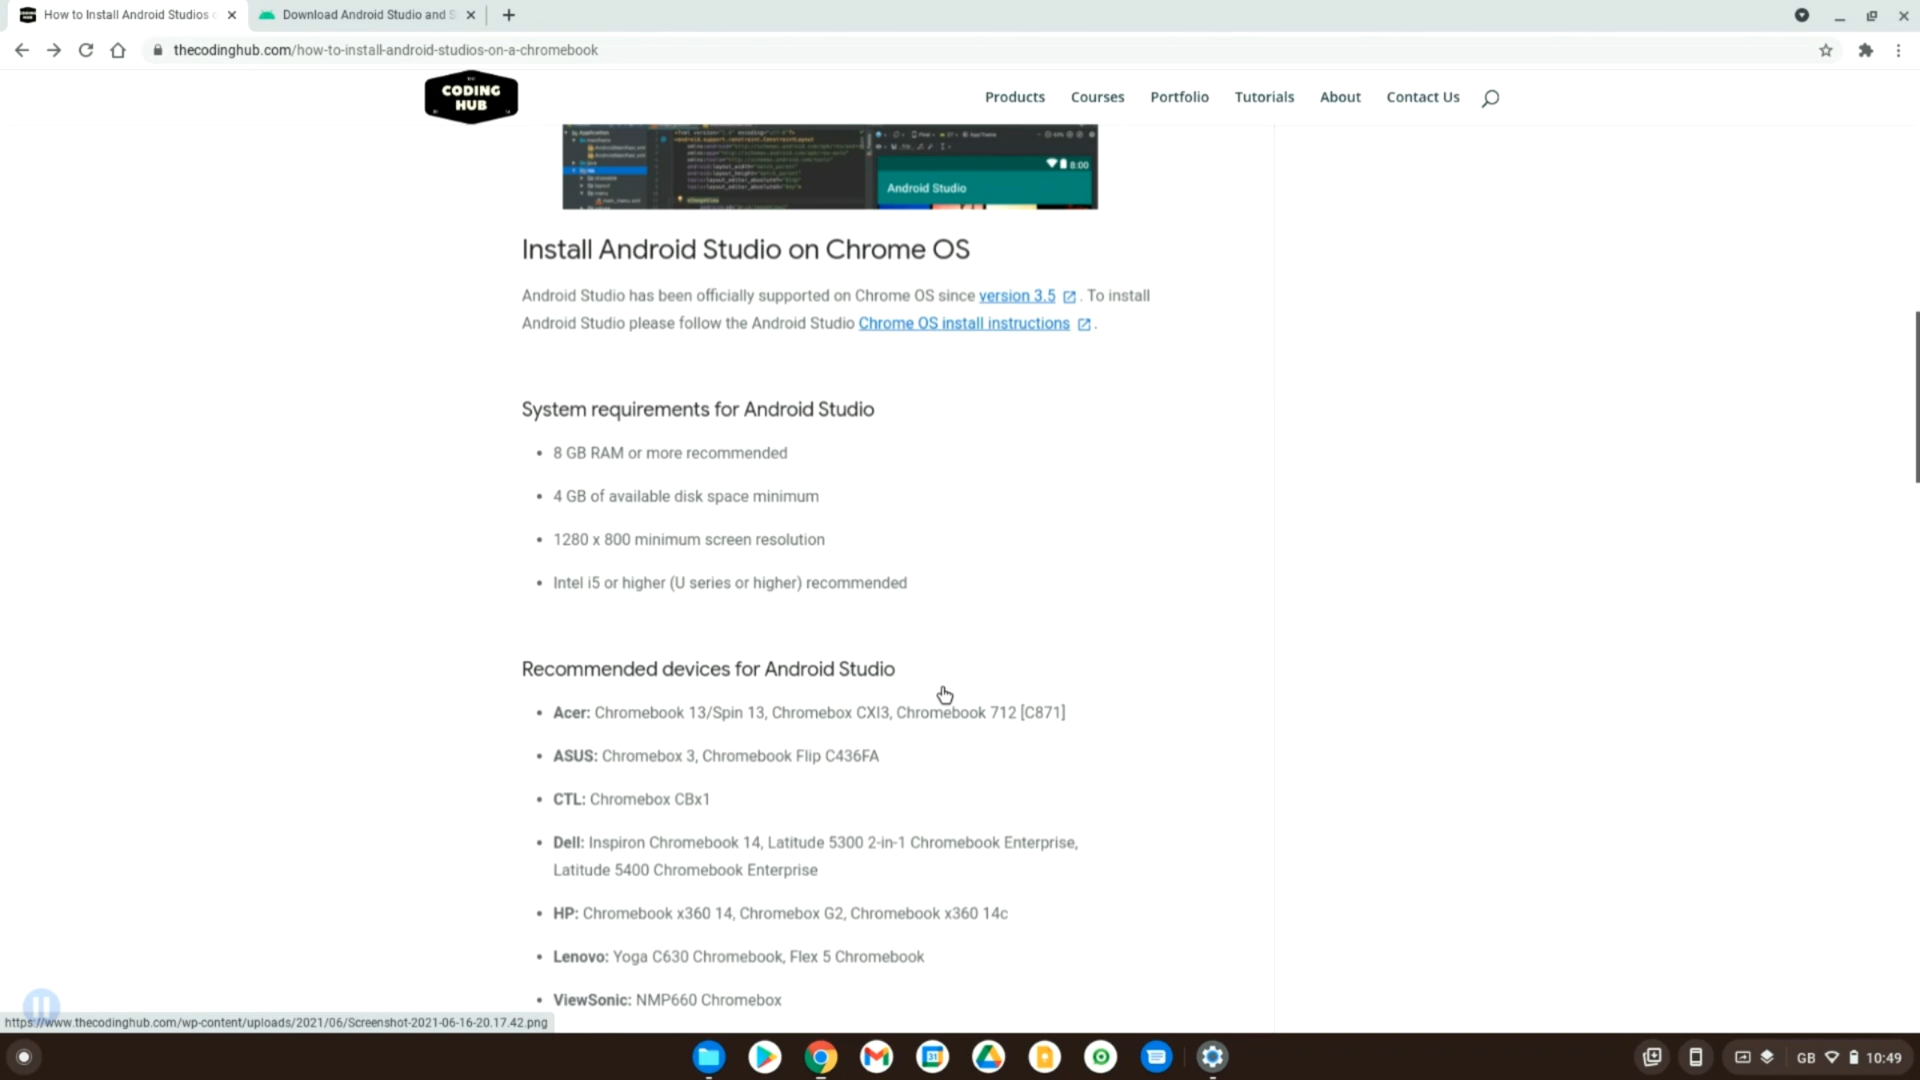 How to Install Android Studios
Download Android Studio and S
thecodinghub.com/how-to-install-android-studios-on-a-chromebook
THE
CODING
HUB
Products
Courses
Portfolio
Tutorials
About
Contact Us
8:00
Android Studio
Install Android Studio on Chrome OS
Android Studio has been officially supported on Chrome OS since version 3.5 . To install
Android Studio please follow the Android Studio Chrome OS install instructions .
System requirements for Android Studio
• 8 GB RAM or more recommended
• 4 GB of available disk space minimum
• 1280 x 800 minimum screen resolution
• Intel i5 or higher (U series or higher) recommended
Recommended devices for Android Studio
• Acer: Chromebook 13/Spin 13, Chromebox CXI3, Chromebook 712 [C871]
• ASUS: Chromebox 3, Chromebook Flip C436FA
• CTL: Chromebox CBx1
• Dell: Inspiron Chromebook 14, Latitude 5300 2-in-1 Chromebook Enterprise,
Latitude 5400 Chromebook Enterprise
• HP: Chromebook x360 14, Chromebox G2, Chromebook x360 14c
• Lenovo: Yoga C630 Chromebook, Flex 5 Chromebook
• ViewSonic: NMP660 Chromebox
https://www.thecodinghub.com/wp-content/uploads/2021/06/Screenshot-2021-06-16-20.17.42.png
31
GB
10:49